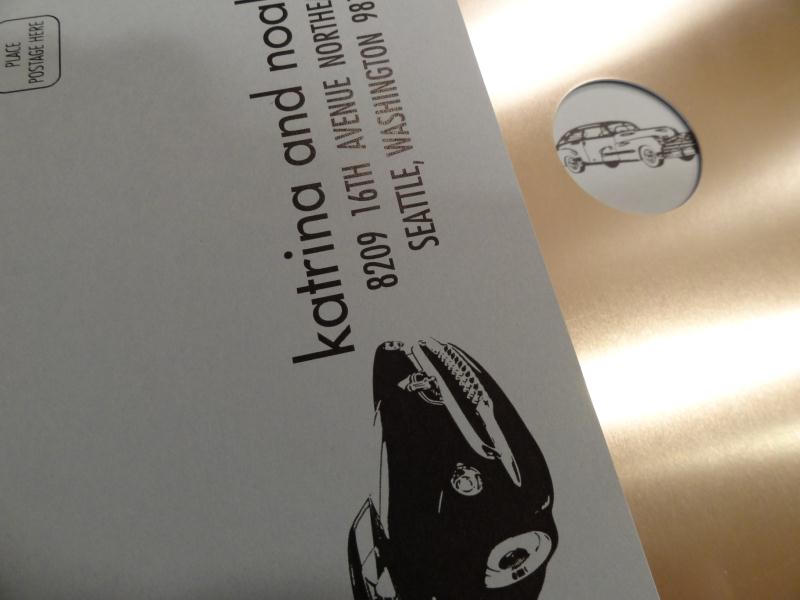 PLACE
POSTAGE HERE
katrina and
8209 16TH AVENUE
SEATTLE, WASHINGTON